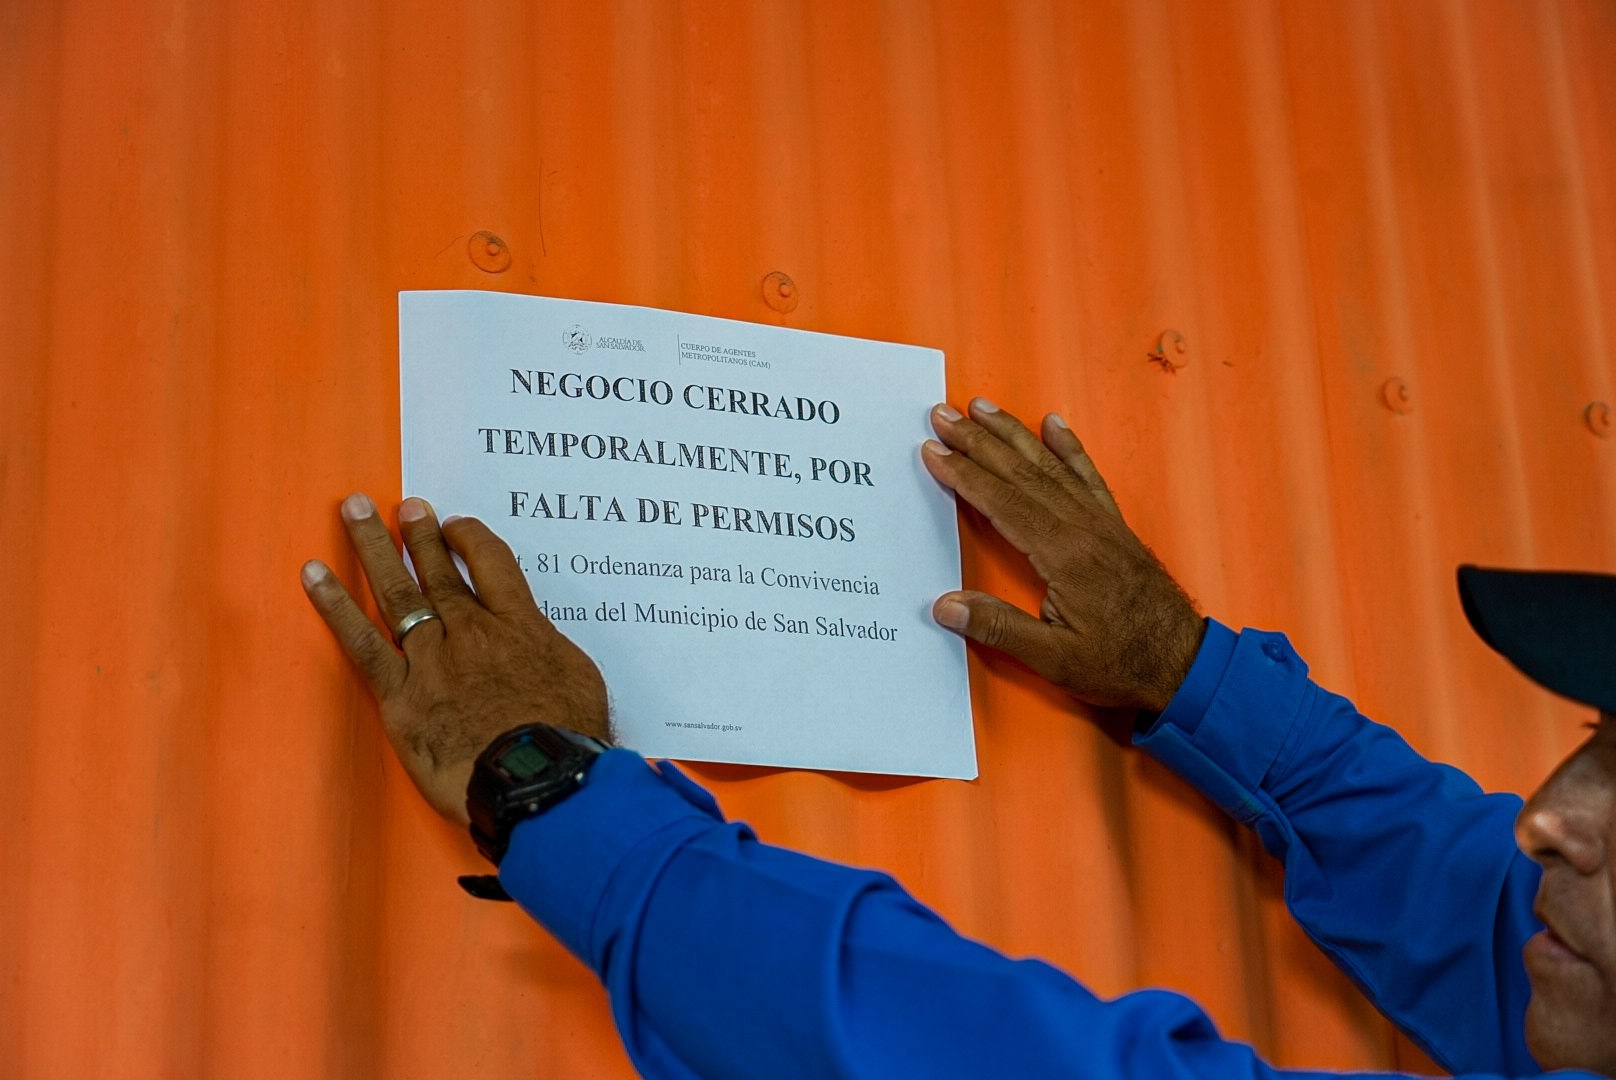 ALCALDÍA DE
SAN SALVADOR
CUERPO DE AGENTES
METROPOLITANOS (CAM)
NEGOCIO CERRADO
TEMPORALMENTE, POR
FALTA DE PERMISOS
t. 81 Ordenanza para la Convivencia
dana del Municipio de San Salvador
www.sansalvador.gob.sv